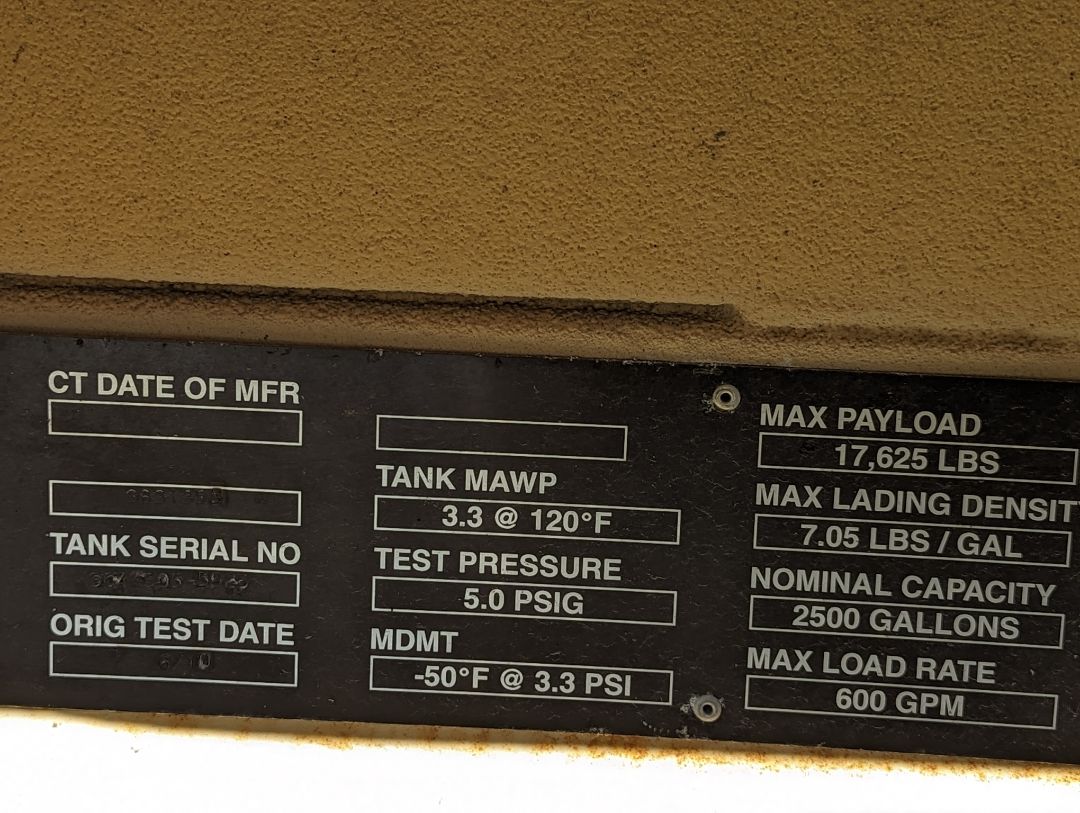 CT DATE OF MFR
TANK SERIAL NO
ORIG TEST DATE
6/10
TANK MAWP
3.3 @ 120°F
TEST PRESSURE
5.0 PSIG
MDMT
-50°F @ 3.3 PSI
MAX PAYLOAD
17,625 LBS
MAX LADING DENSIT
7.05 LBS / GAL
NOMINAL CAPACITY
2500 GALLONS
MAX LOAD RATE
600 GPM